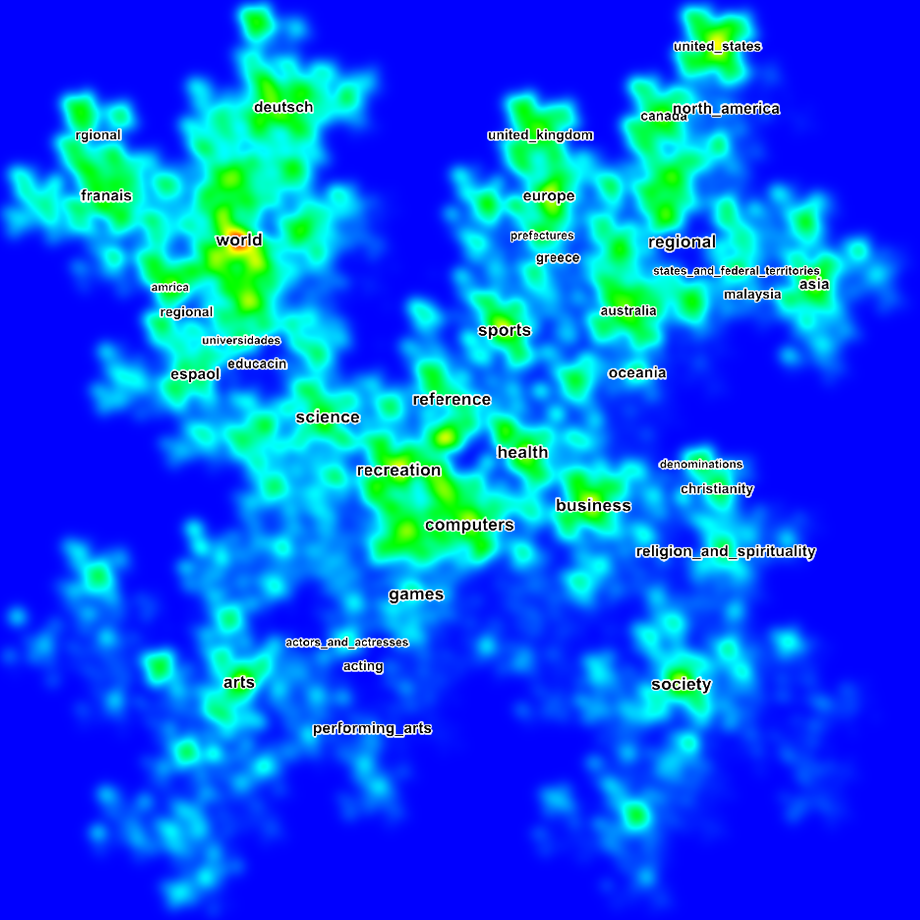 united_states
deutsch
north_america
canada
rgional
united_kingdom
franais
europe
prefectures
world
regional
greece
states_and_federal_territories
asia
amrica
malaysia
regional
australia
sports
universidades
educacin
espaol
oceania
reference
science
health
denominations
recreation
christianity
business
computers
religion_and_spirituality
games
actors_and_actresses
acting
arts
society
performing_arts